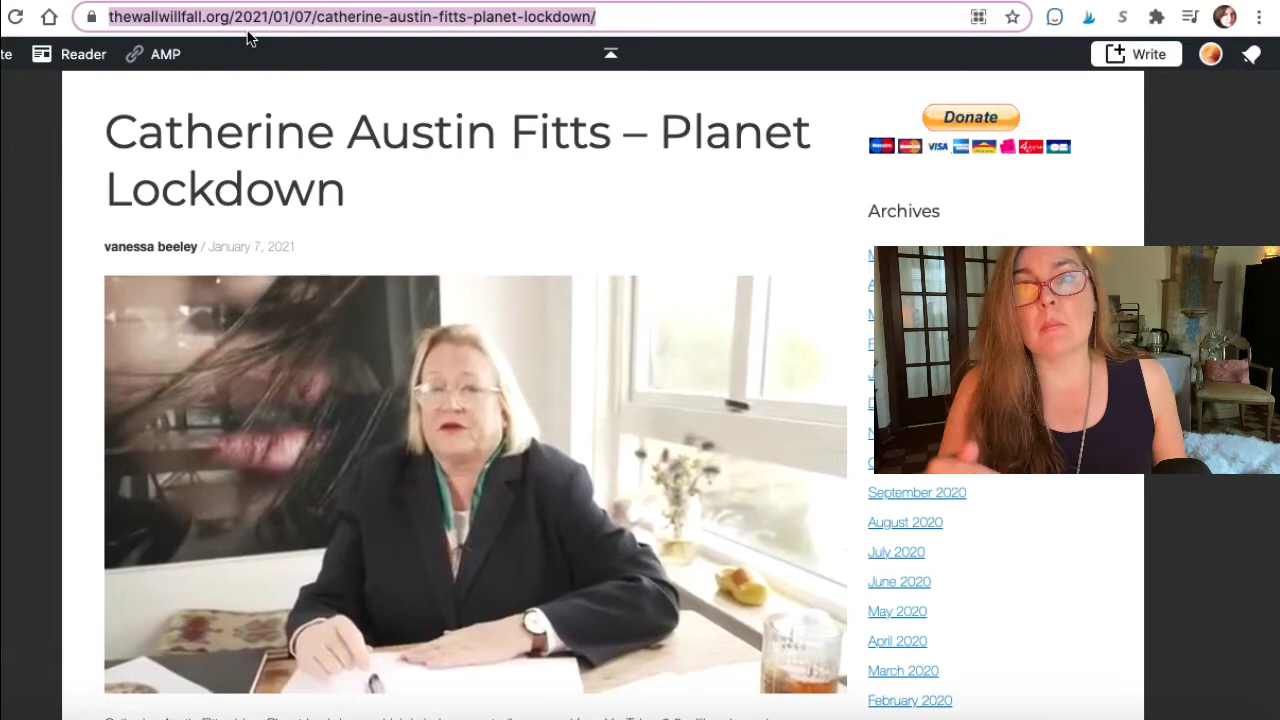 thewallwillfall.org/2021/01/07/catherine-austin-fitts-planet-lockdown/
te
Reader
AMP
Write
Catherine Austin Fitts – Planet
Lockdown
vanessa beeley / January 7, 2021
Donate
VISA
Archives
September 2020
August 2020
July 2020
June 2020
May 2020
April 2020
March 2020
February 2020